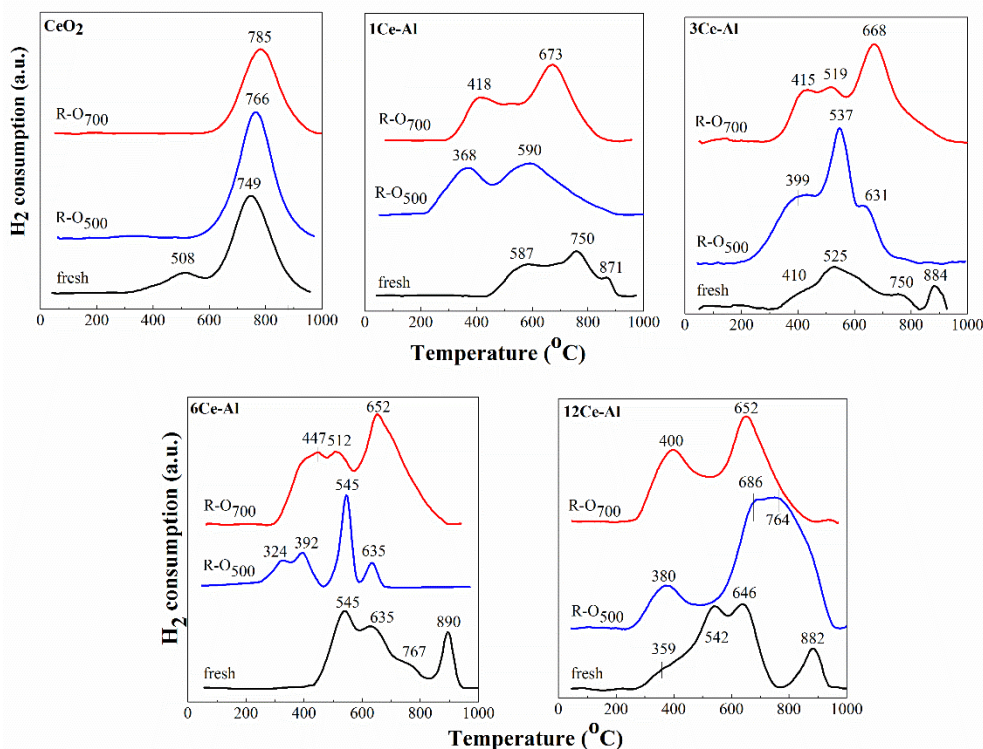 CeO2
785
R-O700
766
R-O500
749
508
fresh
0 200 400 600 800 1000
1Ce-Al
673
418
R-O700
368
590
R-O500
587
750
871
fresh
0 200 400 600 800 1000
3Ce-Al
668
415
519
R-O700
537
399
631
R-O500
525
410
750
884
fresh
0 200 400 600 800 1000
H2 consumption (a.u.)
Temperature (°C)
6Ce-Al
652
447
512
R-O700
545
324
392
635
R-O500
545
635
767
890
fresh
0 200 400 600 800 1000
12Ce-Al
652
400
R-O700
686
764
380
R-O500
646
542
359
882
fresh
0 200 400 600 800 1000
H2 consumption (a.u.)
Temperature (°C)